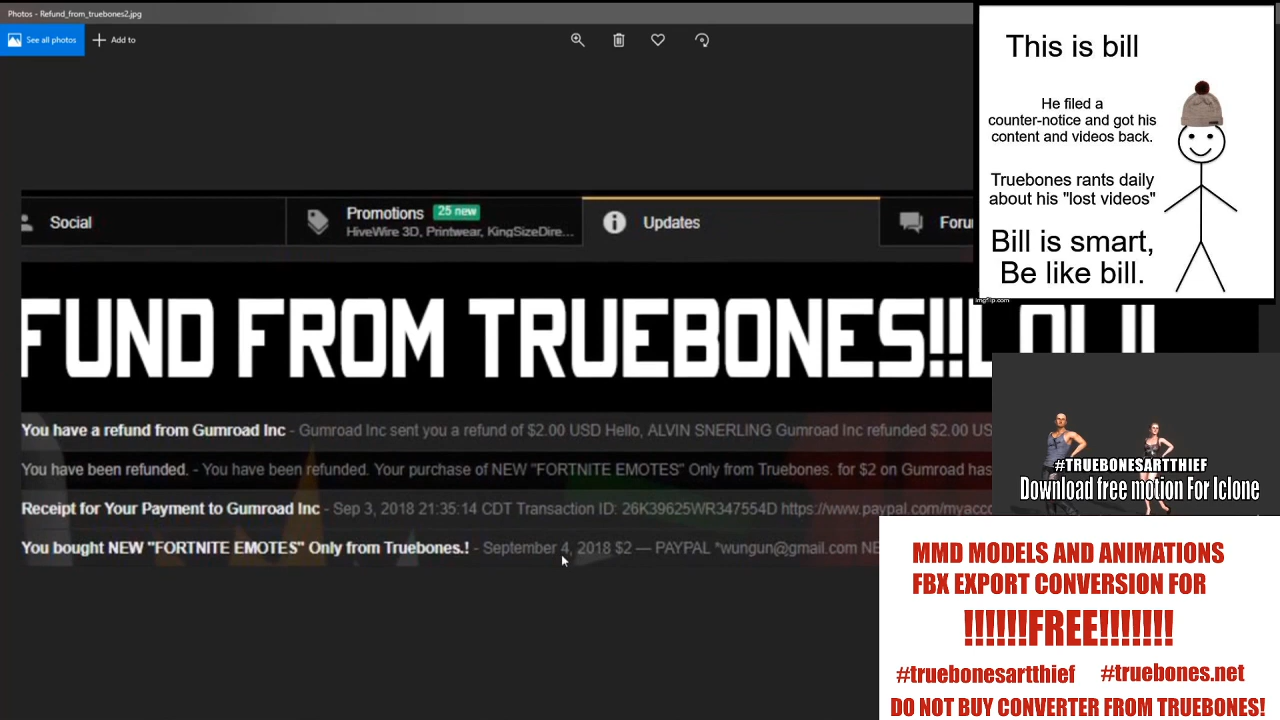 Photos - Refund_from_truebones2.jpg
See all photos
Add to
Social
Promotions 25 new
HiveWire 3D, Printwear, KingSizeDire...
Updates
Foru
FUND FROM TRUEBONES!!LOL!!
You have a refund from Gumroad Inc - Gumroad Inc sent you a refund of $2.00 USD Hello, ALVIN SNERLING Gumroad Inc refunded $2.00 US
You have been refunded. - You have been refunded. Your purchase of NEW "FORTNITE EMOTES" Only from Truebones. for $2 on Gumroad has
Receipt for Your Payment to Gumroad Inc - Sep 3, 2018 21:35:14 CDT Transaction ID: 26K39625WR347554D https://www.paypal.com/myacco
You bought NEW "FORTNITE EMOTES" Only from Truebones.! - September 4, 2018 $2 — PAYPAL *wungun@gmail.com NE
This is bill
He filed a
counter-notice and got his
content and videos back.
Truebones rants daily
about his "lost videos"
Bill is smart,
Be like bill.
imgflip.com
#TRUEBONESARTTHIEF
Download free motion For Iclone
MMD MODELS AND ANIMATIONS
FBX EXPORT CONVERSION FOR
!!!!!!FREE!!!!!!!
#truebonesartthief #truebones.net
DO NOT BUY CONVERTER FROM TRUEBONES!